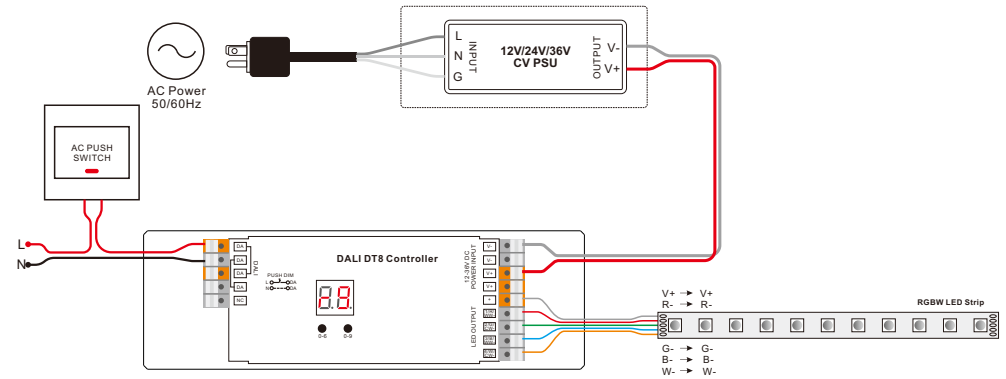 L
N
G
INPUT
12V/24V/36V
CV PSU
OUTPUT
V-
V+
AC Power
50/60Hz
AC PUSH
SWITCH
L
N
DA
DA
DA
DA
NC
DALI
PUSH DIM
L DA
N DA
DALI DT8 Controller
0-6
0-9
12-36V DC
POWER INPUT
V-
V-
V+
V+
+
LED OUTPUT
V+ → V+
R- → R-
G- → G-
B- → B-
W- → W-
RGBW LED Strip